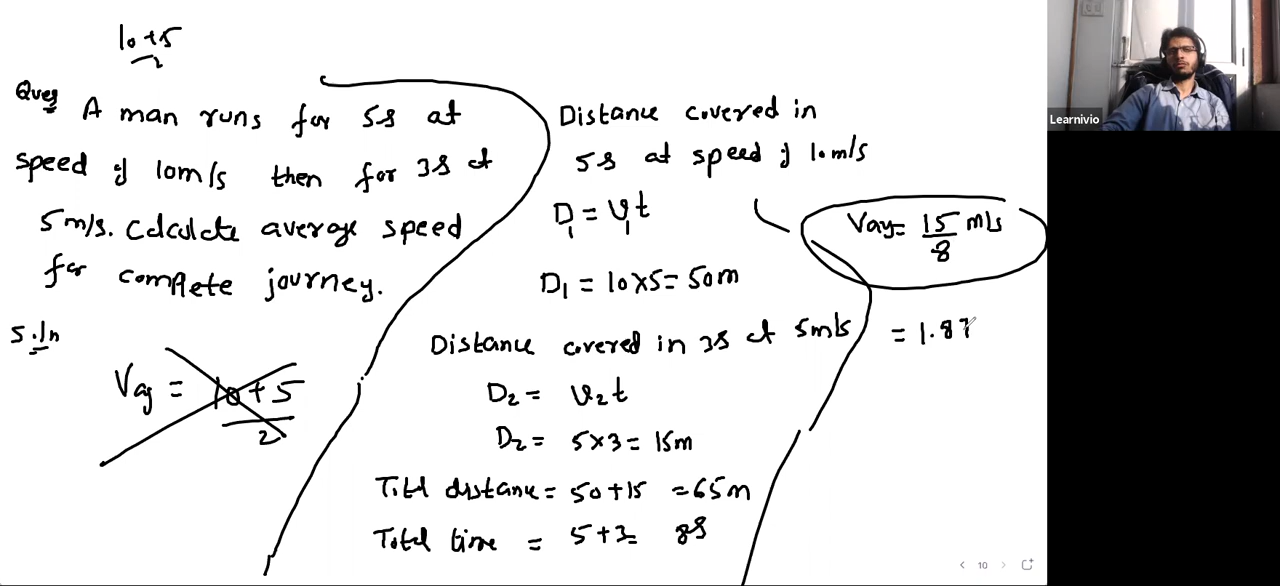 10+5
2
Ques A man runs for 5s at
speed of 10m/s then for 3s at
5m/s. Calculate average speed
for complete journey.
Soln
Vav = 10+5
2
Distance covered in
5s at speed of 10m/s
D1 = V1t
D1 = 10×5= 50m
Distance covered in 3s at 5m/s
D2 = V2t
D2 = 5×3= 15m
Total distance = 50+15 =65m
Total time = 5+3= 8s
Vav= 15 m/s
8
= 1.87
Learnivio
< 10 >